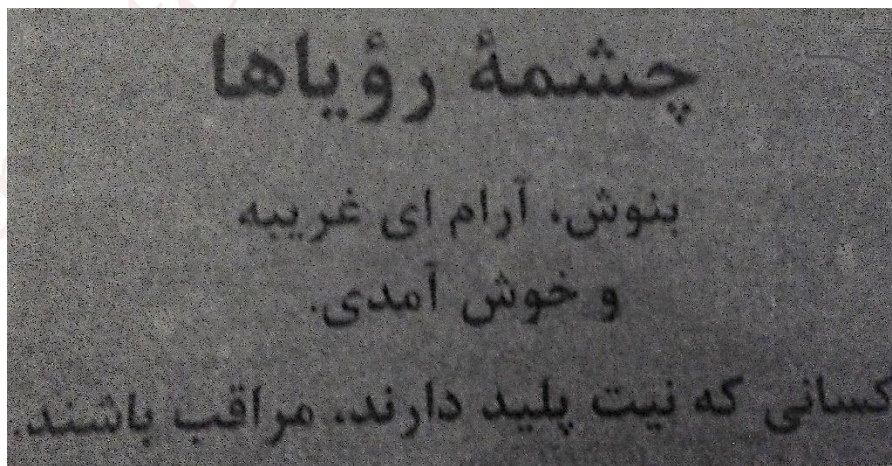 چشمهٔ رؤیاها
بنوش، آرام ای غریبه
و خوش آمدی.
کسانی که نیت پلید دارند، مراقب باشند.